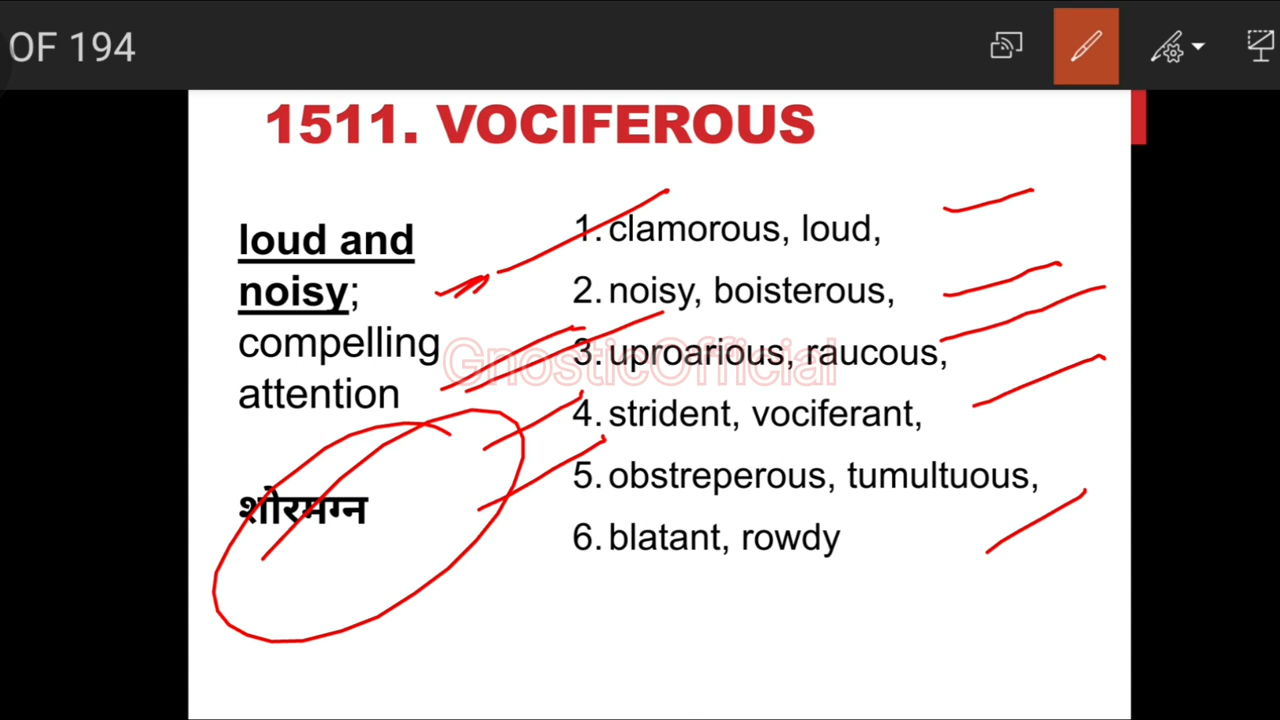 OF 194
1511. VOCIFEROUS
loud and
noisy;
compelling
attention
शोरमग्न
1. clamorous, loud,
2. noisy, boisterous,
3. uproarious, raucous,
4. strident, vociferant,
5. obstreperous, tumultuous,
6. blatant, rowdy
GnosticOfficial